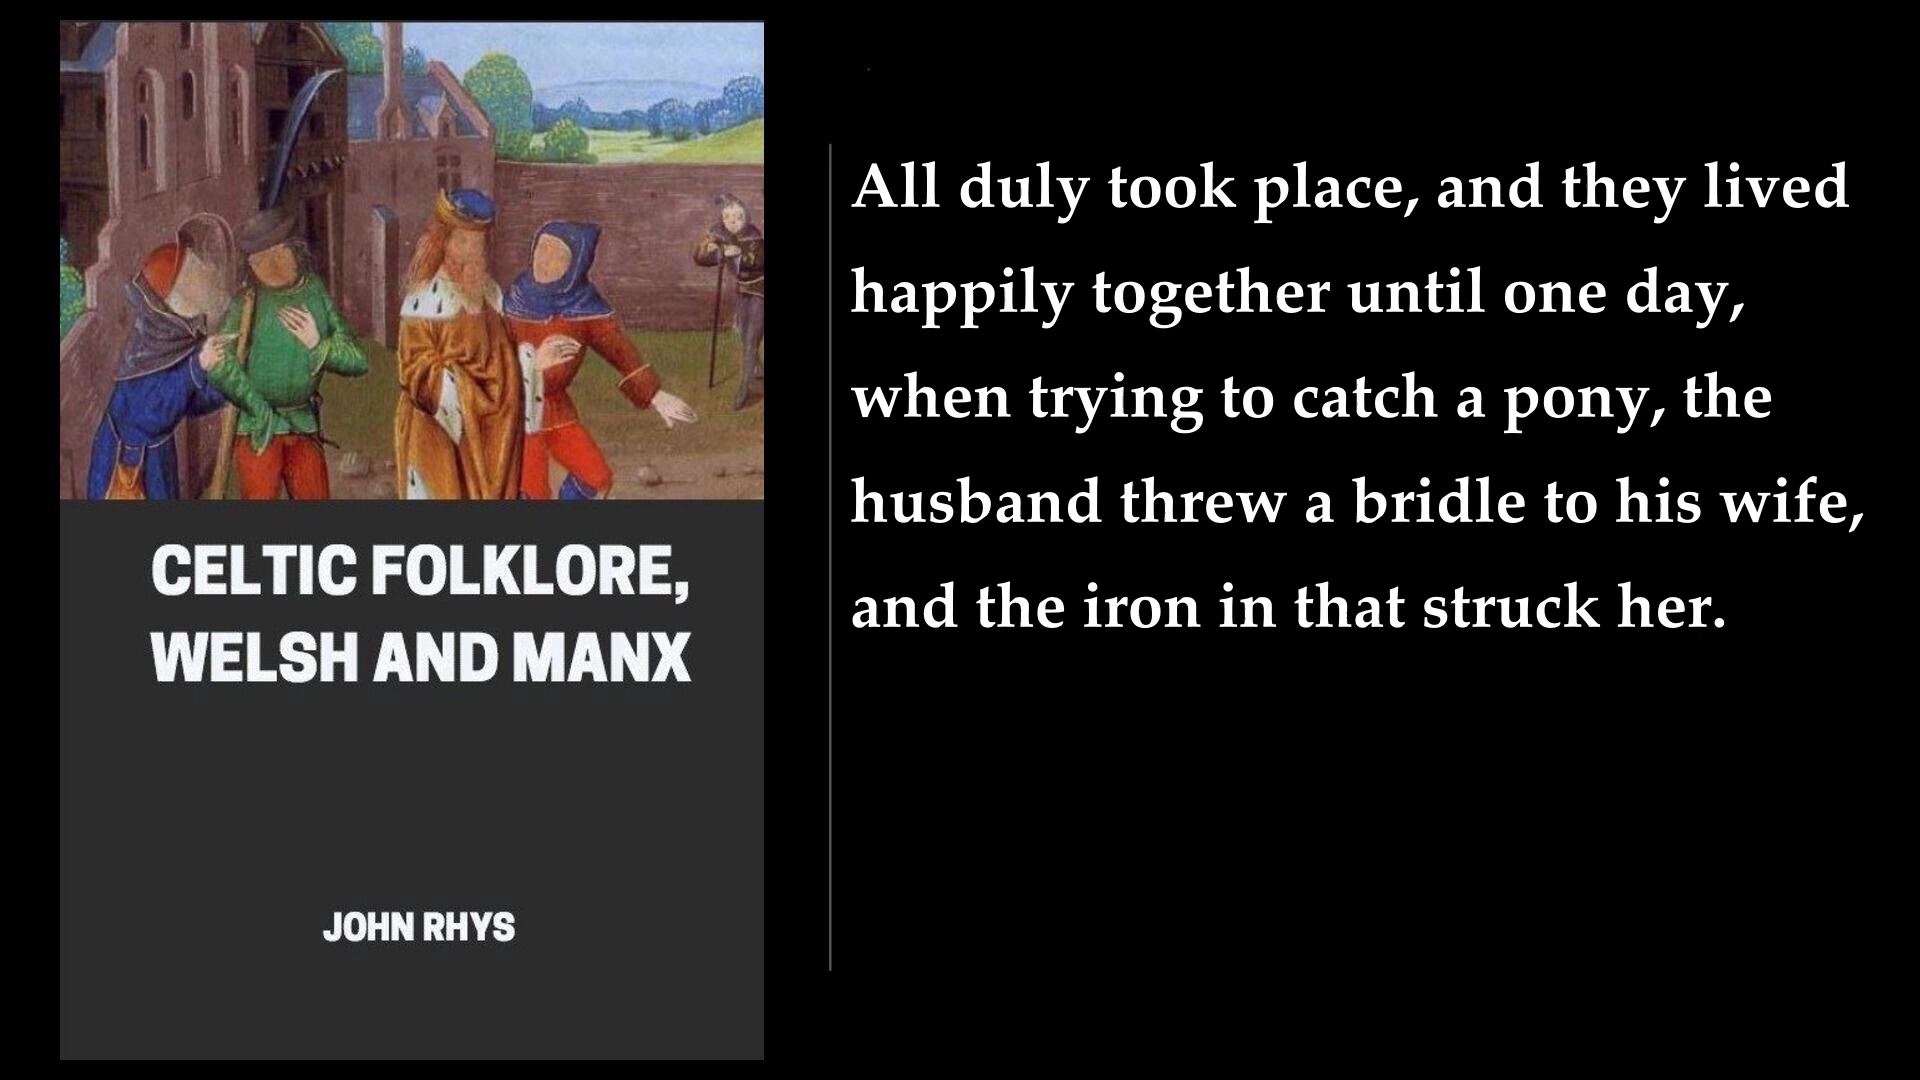 CELTIC FOLKLORE,
WELSH AND MANX
JOHN RHYS
All duly took place, and they lived
happily together until one day,
when trying to catch a pony, the
husband threw a bridle to his wife,
and the iron in that struck her.